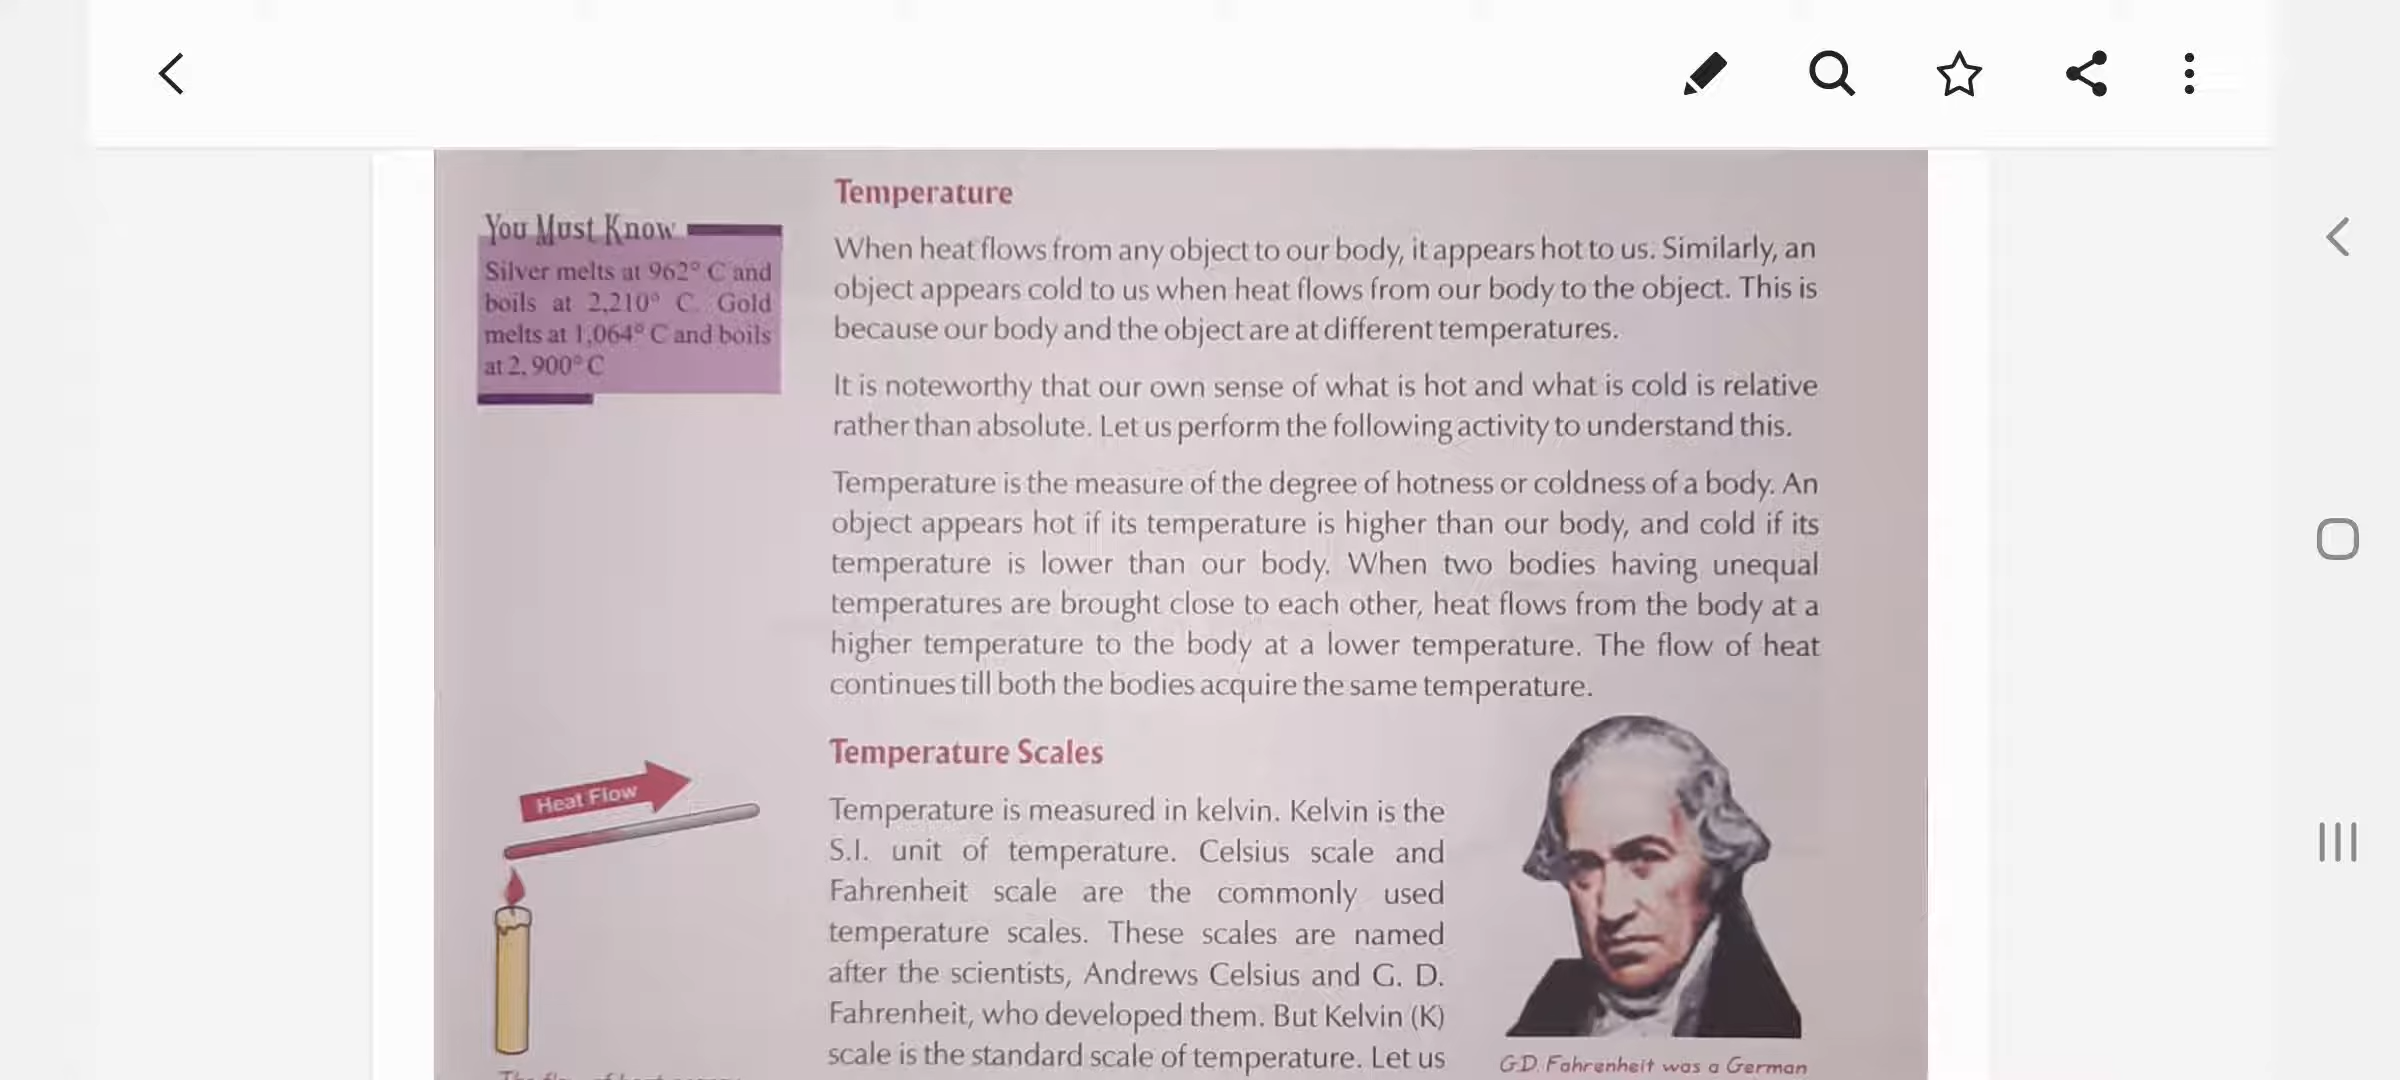 You Must Know
Silver melts at 962° C and
boils at 2,210° C. Gold
melts at 1,064° C and boils
at 2, 900° C
Temperature
When heat flows from any object to our body, it appears hot to us. Similarly, an
object appears cold to us when heat flows from our body to the object. This is
because our body and the object are at different temperatures.
It is noteworthy that our own sense of what is hot and what is cold is relative
rather than absolute. Let us perform the following activity to understand this.
Temperature is the measure of the degree of hotness or coldness of a body. An
object appears hot if its temperature is higher than our body, and cold if its
temperature is lower than our body. When two bodies having unequal
temperatures are brought close to each other, heat flows from the body at a
higher temperature to the body at a lower temperature. The flow of heat
continues till both the bodies acquire the same temperature.
Heat Flow
Temperature Scales
Temperature is measured in kelvin. Kelvin is the
S.I. unit of temperature. Celsius scale and
Fahrenheit scale are the commonly used
temperature scales. These scales are named
after the scientists, Andrews Celsius and G. D.
Fahrenheit, who developed them. But Kelvin (K)
scale is the standard scale of temperature. Let us
G.D. Fahrenheit was a German